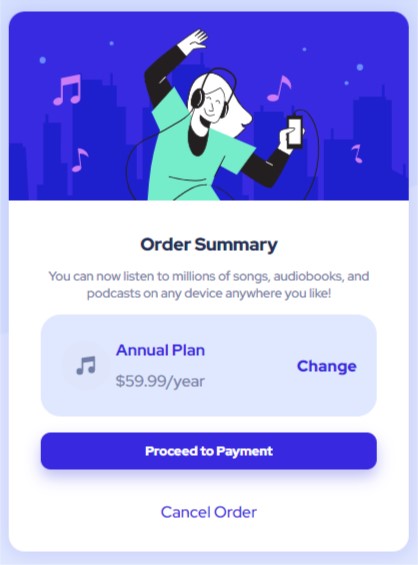 Order Summary
You can now listen to millions of songs, audiobooks, and
podcasts on any device anywhere you like!
Annual Plan
$59.99/year
Change
Proceed to Payment
Cancel Order